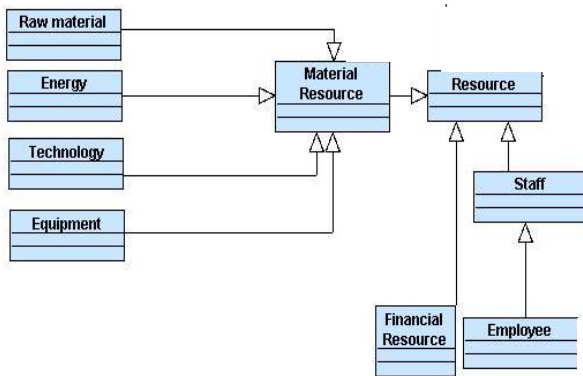 Raw material
Energy
Material
Resource
Resource
Technology
Staff
Equipment
Financial
Resource
Employee